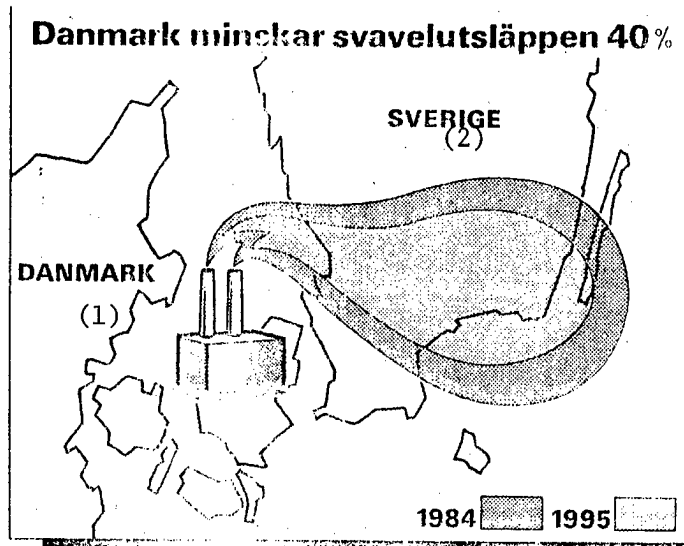 Danmark minskar svavelutsläppen 40%
SVERIGE
(2)
DANMARK
(1)
1984 1995